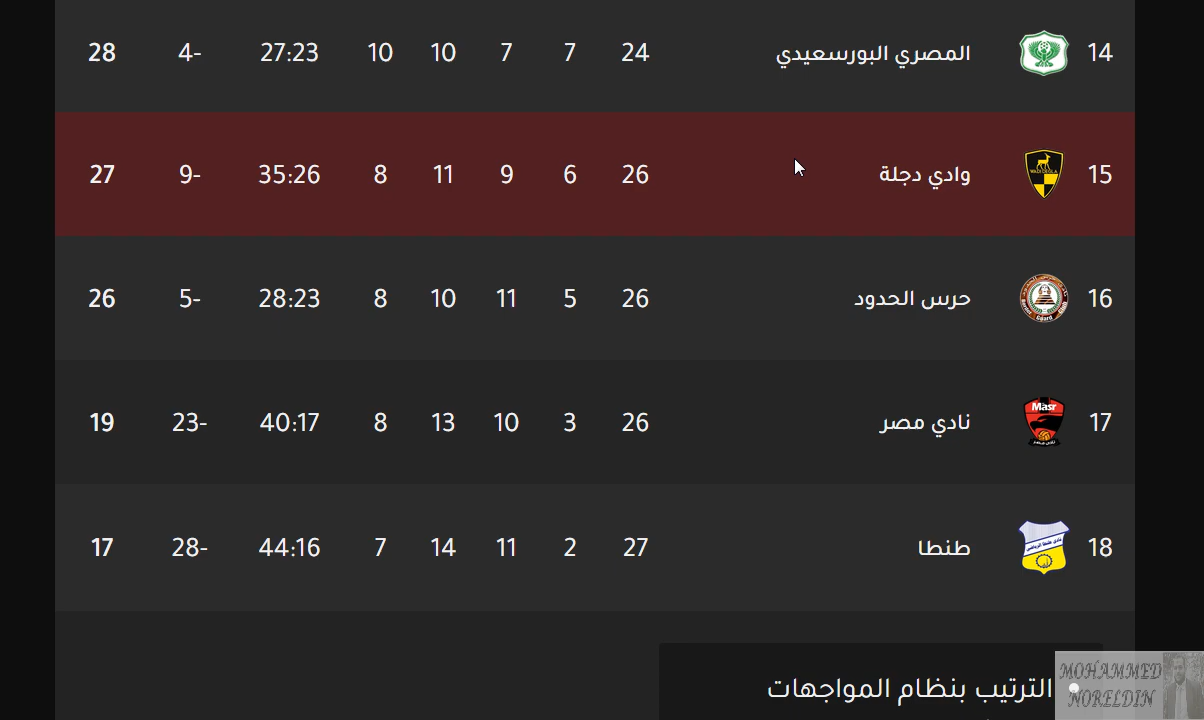 14 المصري البورسعيدي 24 7 7 10 10 27:23 -4 28
15 وادي دجلة 26 6 9 11 8 35:26 -9 27
16 حرس الحدود 26 5 11 10 8 28:23 -5 26
Masr
17 نادي مصر 26 3 10 13 8 40:17 -23 19
18 طنطا 27 2 11 14 7 44:16 -28 17
الترتيب بنظام المواجهات
MOHAMMED
NORELDIN